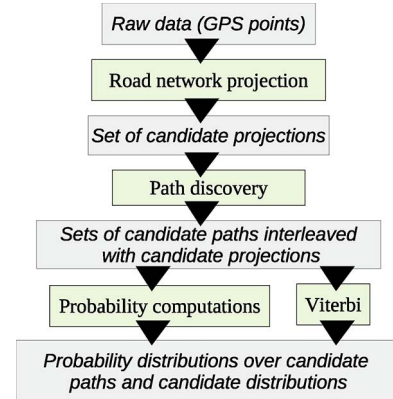 Raw data (GPS points)
Road network projection
Set of candidate projections
Path discovery
Sets of candidate paths interleaved
with candidate projections
Probability computations
Viterbi
Probability distributions over candidate
paths and candidate distributions